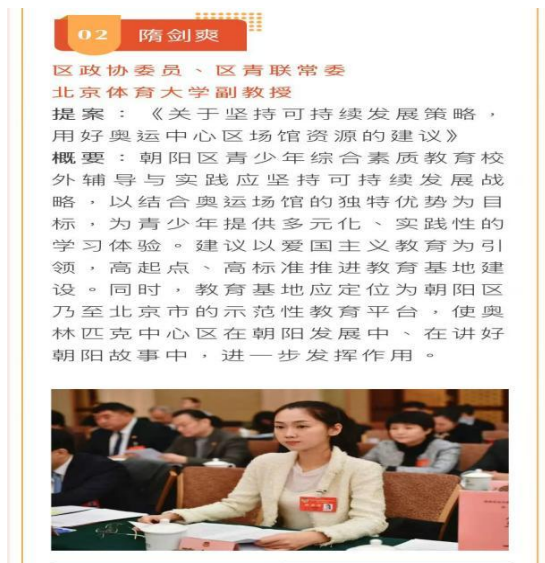 02 隋剑爽
区政协委员、区青联常委
北京体育大学副教授
提案：《关于坚持可持续发展策略，
用好奥运中心区场馆资源的建议》
概要：朝阳区青少年综合素质教育校
外辅导与实践应坚持可持续发展战
略，以结合奥运场馆的独特优势为目
标，为青少年提供多元化、实践性的
学习体验。建议以爱国主义教育为引
领，高起点、高标准推进教育基地建
设。同时，教育基地应定位为朝阳区
乃至北京市的示范性教育平台，使奥
林匹克中心区在朝阳发展中、在讲好
朝阳故事中，进一步发挥作用。